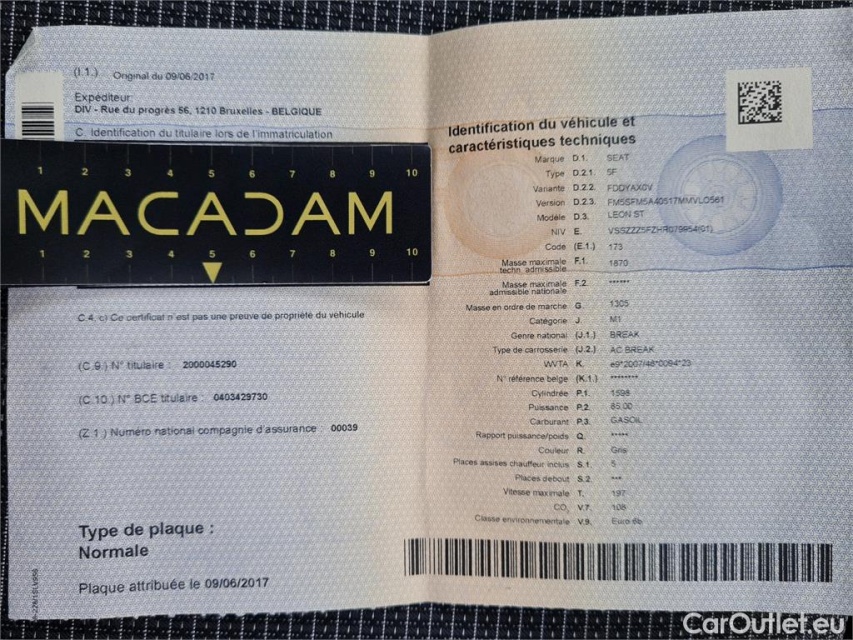 (I.1.) Original du 09/06/2017
Expéditeur:
DIV - Rue du progrès 56, 1210 Bruxelles - BELGIQUE
C. Identification du titulaire lors de l'immatriculation
1 2 3 4 5 6 7 8 9 10
MACADAM
1 2 3 4 5 6 7 8 9 10
C.4. c) Ce certificat n'est pas une preuve de propriété du véhicule
(C.9.) N° titulaire : 2000045290
(C.10.) N° BCE titulaire : 0403429730
(Z.1.) Numéro national compagnie d'assurance 00039
Type de plaque :
Normale
Plaque attribuée le 09/06/2017
Identification du véhicule et
caractéristiques techniques
Marque D.1. SEAT
Type D.2.1. 5F
Variante D.2.2. FDDYAX0V
Version D.2.3.
Modèle D.3. LEON ST
NIV E.
Code (E.1.) 173
Masse maximale F.1. 1870
techn. admissible
Masse maximale F.2. ******
admissible nationale
Masse en ordre de marche G. 1305
Catégorie J. M1
Genre national (J.1.) BREAK
Type de carrosserie (J.2.) AC BREAK
WVTA K. e9*2007/46*0094*23
N° référence belge (K.1.) ********
Cylindrée P.1. 1598
Puissance P.2. 85.00
Carburant P.3. GASOIL
Rapport puissance/poids Q. *****
Couleur R. Gris
Places assises chauffeur inclus S.1. 5
Places debout S.2. ***
Vitesse maximale T. 197
CO₂ V.7. 108
Classe environnementale V.9. Euro 6b
CarOutlet.eu